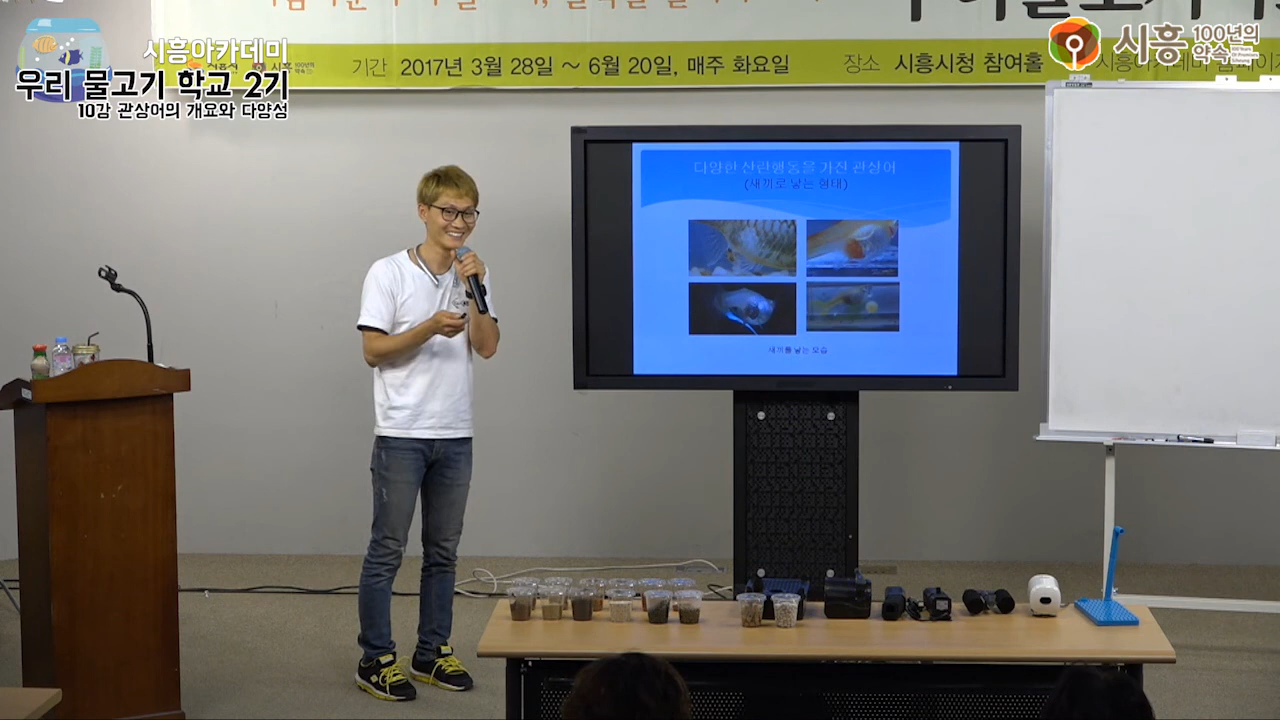 시흥아카데미
우리 물고기 학교 2기
10강 관상어의 개요와 다양성
기간 2017년 3월 28일 ~ 6월 20일, 매주 화요일
장소 시흥시청 참여홀
시흥 100년의 약속
다양한 산란행동을 가진 관상어
(새끼로 낳는 형태)
새끼를 낳는 모습